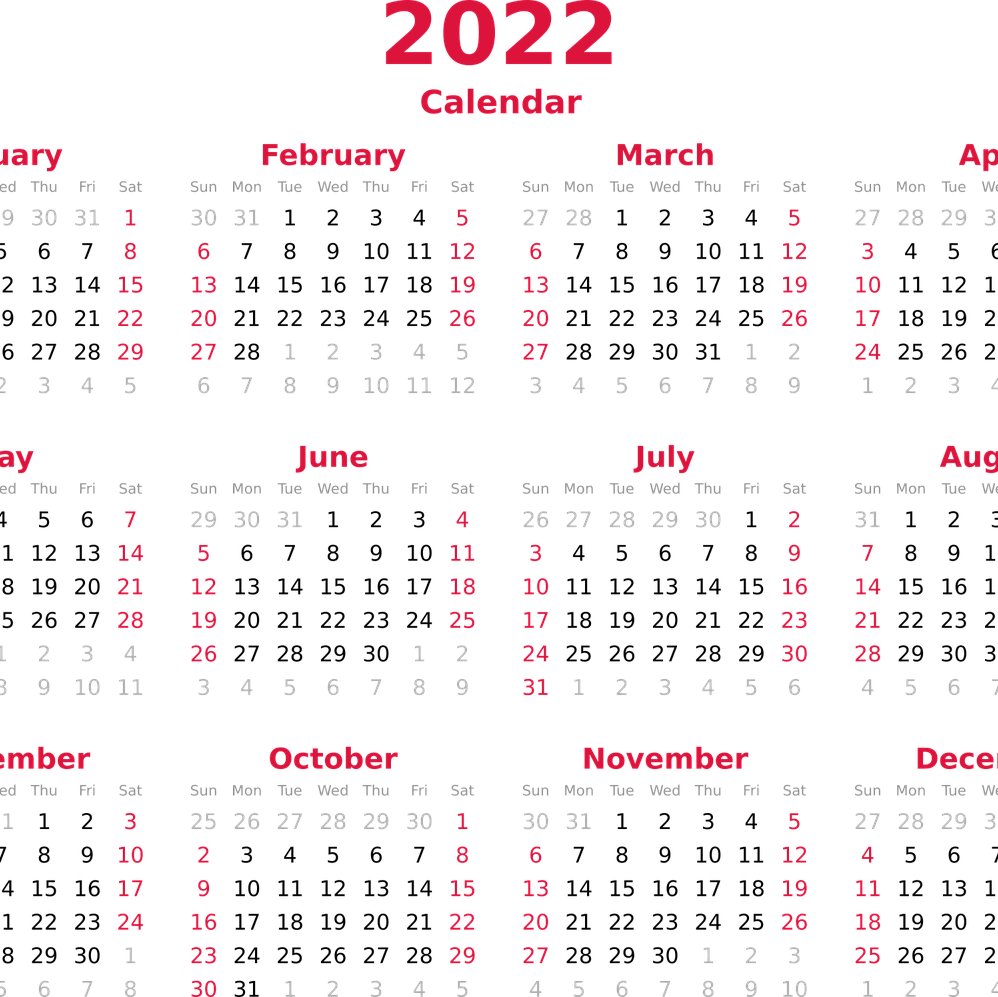 2022
Calendar
uary
ed Thu Fri Sat
9 30 31 1
5 6 7 8
2 13 14 15
9 20 21 22
6 27 28 29
2 3 4 5
February
Sun Mon Tue Wed Thu Fri Sat
30 31 1 2 3 4 5
6 7 8 9 10 11 12
13 14 15 16 17 18 19
20 21 22 23 24 25 26
27 28 1 2 3 4 5
6 7 8 9 10 11 12
March
Sun Mon Tue Wed Thu Fri Sat
27 28 1 2 3 4 5
6 7 8 9 10 11 12
13 14 15 16 17 18 19
20 21 22 23 24 25 26
27 28 29 30 31 1 2
3 4 5 6 7 8 9
Ap
Sun Mon Tue We
27 28 29 3
3 4 5 6
10 11 12 1
17 18 19 2
24 25 26 2
1 2 3 4
ay
ed Thu Fri Sat
4 5 6 7
1 12 13 14
8 19 20 21
5 26 27 28
1 2 3 4
8 9 10 11
June
Sun Mon Tue Wed Thu Fri Sat
29 30 31 1 2 3 4
5 6 7 8 9 10 11
12 13 14 15 16 17 18
19 20 21 22 23 24 25
26 27 28 29 30 1 2
3 4 5 6 7 8 9
July
Sun Mon Tue Wed Thu Fri Sat
26 27 28 29 30 1 2
3 4 5 6 7 8 9
10 11 12 13 14 15 16
17 18 19 20 21 22 23
24 25 26 27 28 29 30
31 1 2 3 4 5 6
Aug
Sun Mon Tue We
31 1 2 3
7 8 9 1
14 15 16 1
21 22 23 2
28 29 30 3
4 5 6 7
ember
ed Thu Fri Sat
1 1 2 3
7 8 9 10
4 15 16 17
1 22 23 24
8 29 30 1
5 6 7 8
October
Sun Mon Tue Wed Thu Fri Sat
25 26 27 28 29 30 1
2 3 4 5 6 7 8
9 10 11 12 13 14 15
16 17 18 19 20 21 22
23 24 25 26 27 28 29
30 31 1 2 3 4 5
November
Sun Mon Tue Wed Thu Fri Sat
30 31 1 2 3 4 5
6 7 8 9 10 11 12
13 14 15 16 17 18 19
20 21 22 23 24 25 26
27 28 29 30 1 2 3
4 5 6 7 8 9 10
Dece
Sun Mon Tue We
27 28 29 3
4 5 6 7
11 12 13 1
18 19 20 2
25 26 27 2
1 2 3 4